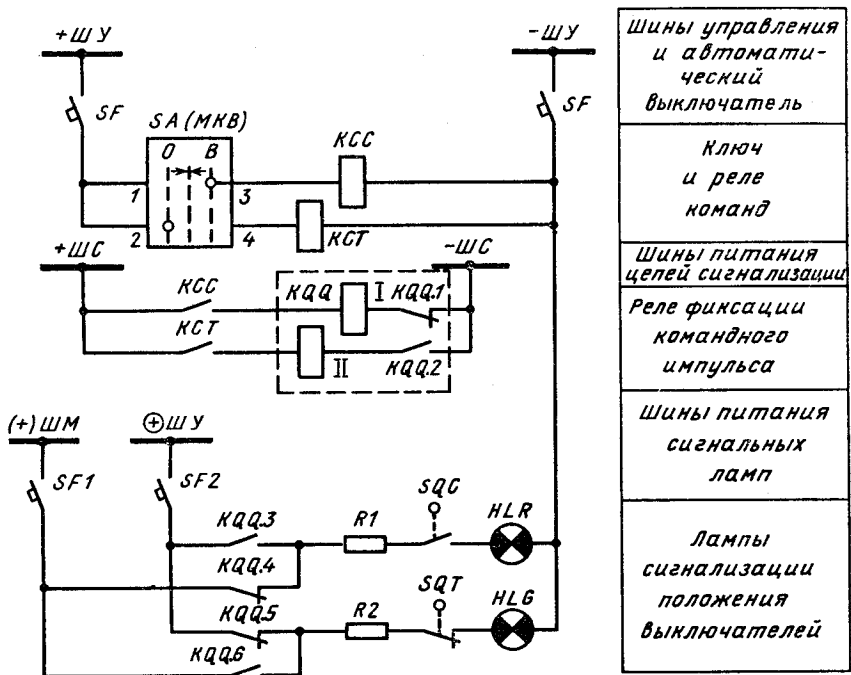 +ШУ
-ШУ
SF
SF
SA (МКВ)
О
В
1
3
2
4
КСС
КСТ
+ШС
-ШС
КСС
КСТ
KQQ
I
KQQ.1
II
KQQ.2
(+)ШМ
⊕ШУ
SF1
SF2
KQQ.3
KQQ.4
KQQ.5
KQQ.6
R1
SQC
HLR
R2
SQT
HLG
Шины управления
и автомати-
ческий
выключатель
Ключ
и реле
команд
Шины питания
цепей сигнализации
Реле фиксации
командного
импульса
Шины питания
сигнальных
ламп
Лампы
сигнализации
положения
выключателей